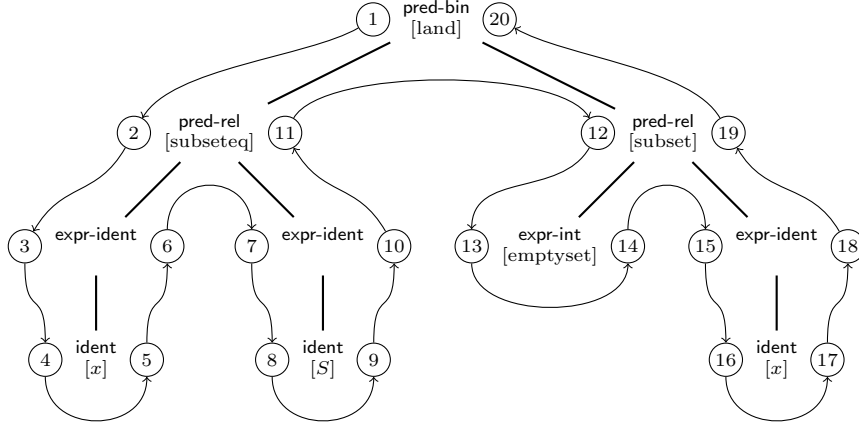 1 pred-bin 20
[land]
2 pred-rel 11 12 pred-rel 19
[subseteq] [subset]
3 expr-ident 6 7 expr-ident 10 13 expr-int 14 15 expr-ident 18
[emptyset]
4 ident 5 8 ident 9 16 ident 17
[x] [S] [x]